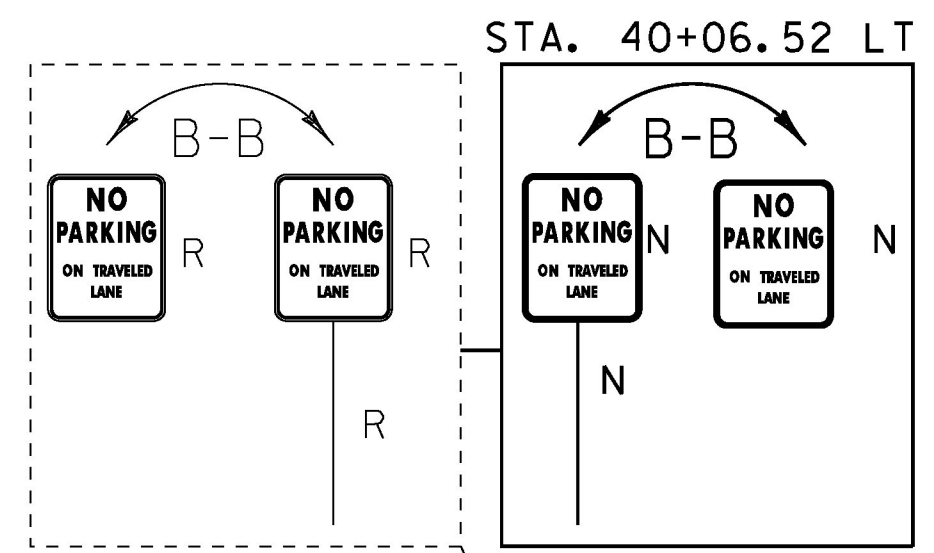 STA. 40+06.52 LT
B-B
NO
PARKING
ON TRAVELED
LANE
R
NO
PARKING
ON TRAVELED
LANE
R
R
B-B
NO
PARKING
ON TRAVELED
LANE
N
NO
PARKING
ON TRAVELED
LANE
N
N